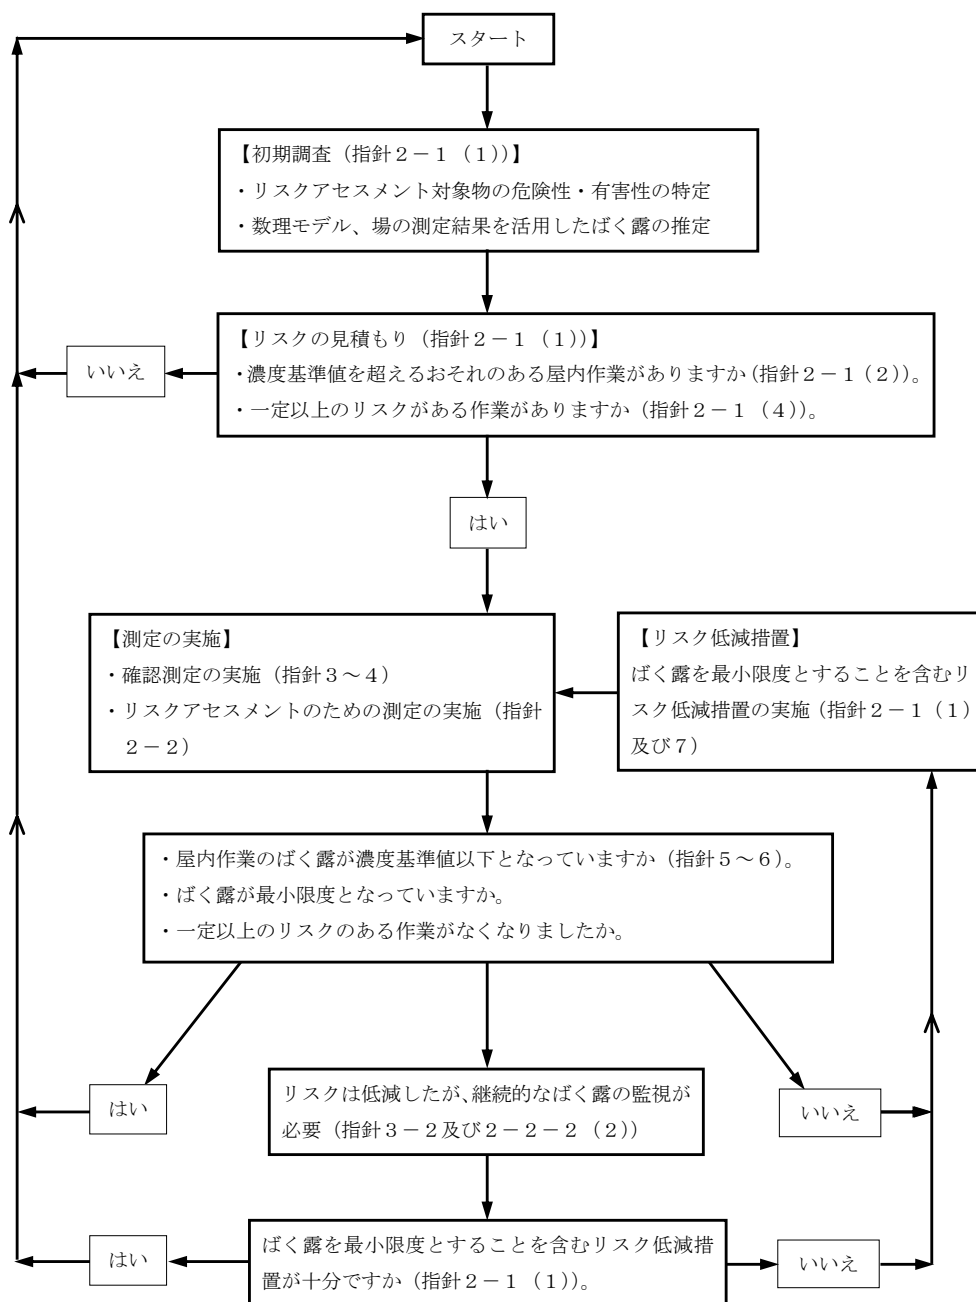 スタート
【初期調査（指針２－１（１））】
・リスクアセスメント対象物の危険性・有害性の特定
・数理モデル、場の測定結果を活用したばく露の推定
【リスクの見積もり（指針２－１（１））】
・濃度基準値を超えるおそれのある屋内作業がありますか（指針２－１（２））。
・一定以上のリスクがある作業がありますか（指針２－１（４））。
いいえ
はい
【測定の実施】
・確認測定の実施（指針３～４）
・リスクアセスメントのための測定の実施（指針
２－２）
【リスク低減措置】
ばく露を最小限度とすることを含むリ
スク低減措置の実施（指針２－１（１）
及び７）
・屋内作業のばく露が濃度基準値以下となっていますか（指針５～６）。
・ばく露が最小限度となっていますか。
・一定以上のリスクのある作業がなくなりましたか。
はい
リスクは低減したが、継続的なばく露の監視が
必要（指針３－２及び２－２－２（２））
いいえ
はい
ばく露を最小限度とすることを含むリスク低減措
置が十分ですか（指針２－１（１））。
いいえ